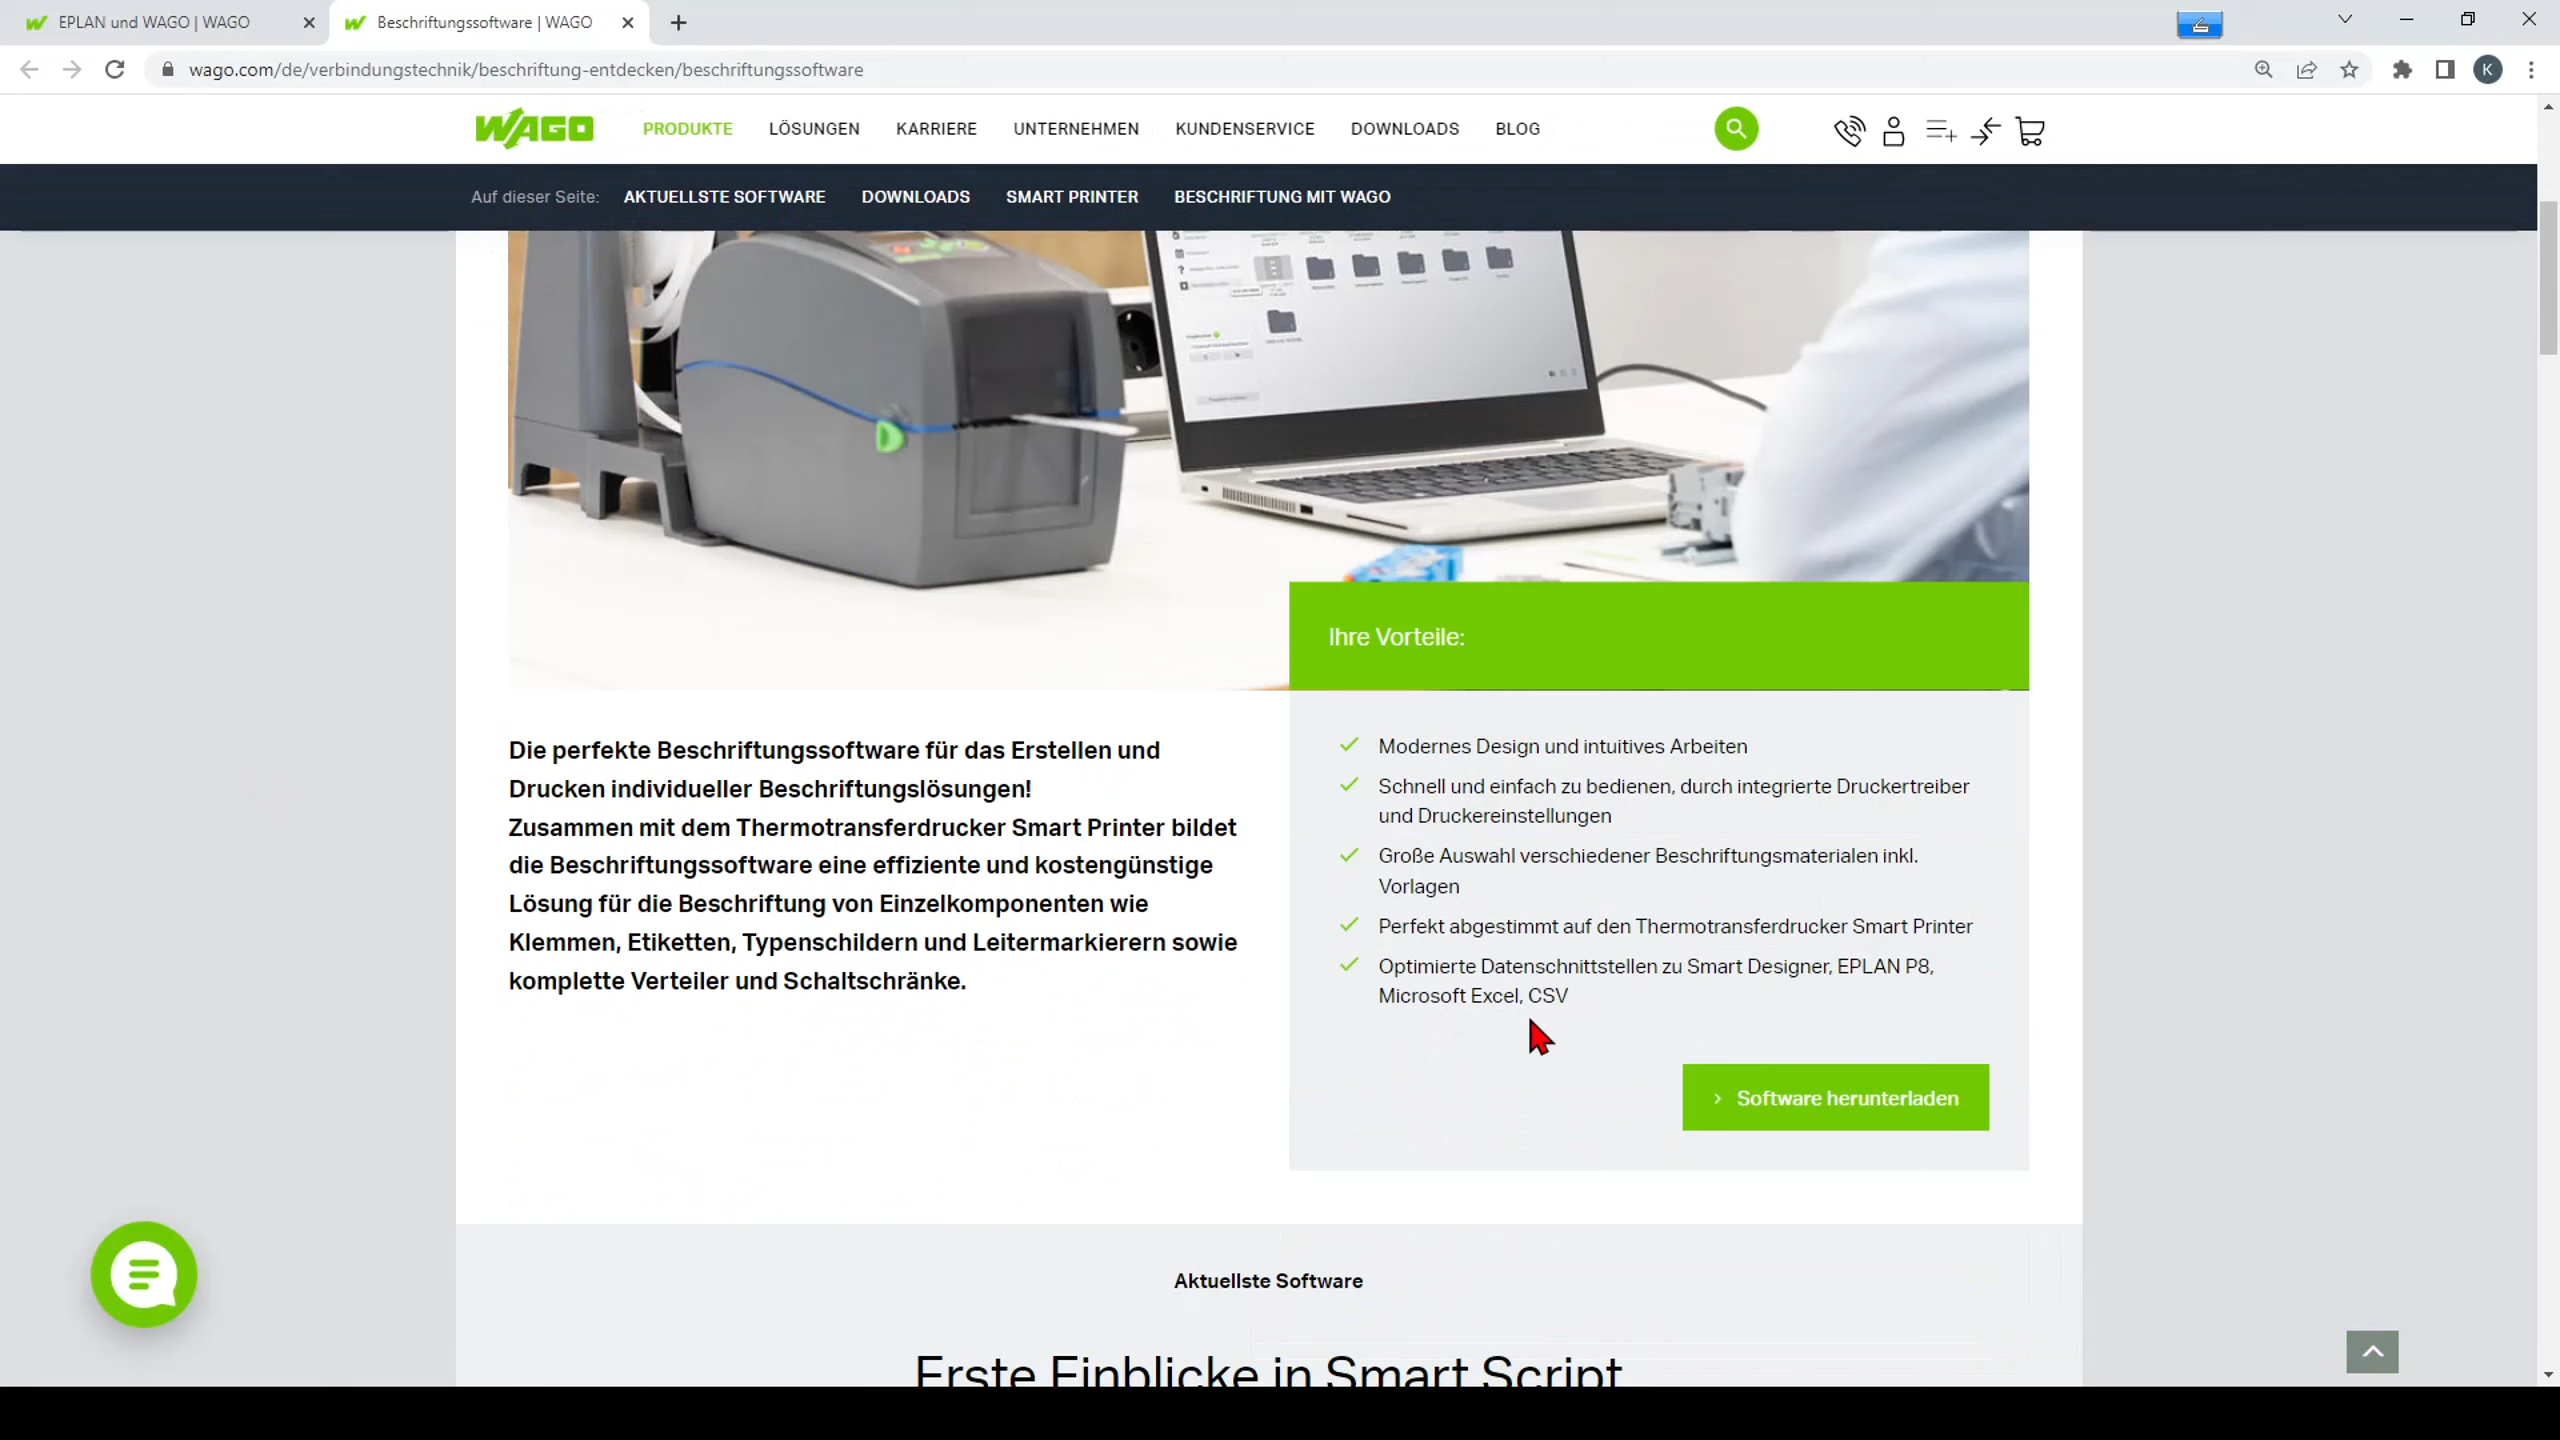 EPLAN und WAGO | WAGO
Beschriftungssoftware | WAGO
wago.com/de/verbindungstechnik/beschriftung-entdecken/beschriftungssoftware
K
WAGO
PRODUKTE
LÖSUNGEN
KARRIERE
UNTERNEHMEN
KUNDENSERVICE
DOWNLOADS
BLOG
Auf dieser Seite:
AKTUELLSTE SOFTWARE
DOWNLOADS
SMART PRINTER
BESCHRIFTUNG MIT WAGO
Ihre Vorteile:
Die perfekte Beschriftungssoftware für das Erstellen und
Drucken individueller Beschriftungslösungen!
Zusammen mit dem Thermotransferdrucker Smart Printer bildet
die Beschriftungssoftware eine effiziente und kostengünstige
Lösung für die Beschriftung von Einzelkomponenten wie
Klemmen, Etiketten, Typenschildern und Leitermarkierern sowie
komplette Verteiler und Schaltschränke.
Modernes Design und intuitives Arbeiten
Schnell und einfach zu bedienen, durch integrierte Druckertreiber
und Druckereinstellungen
Große Auswahl verschiedener Beschriftungsmaterialen inkl.
Vorlagen
Perfekt abgestimmt auf den Thermotransferdrucker Smart Printer
Optimierte Datenschnittstellen zu Smart Designer, EPLAN P8,
Microsoft Excel, CSV
Software herunterladen
Aktuellste Software
Erste Einblicke in Smart Script